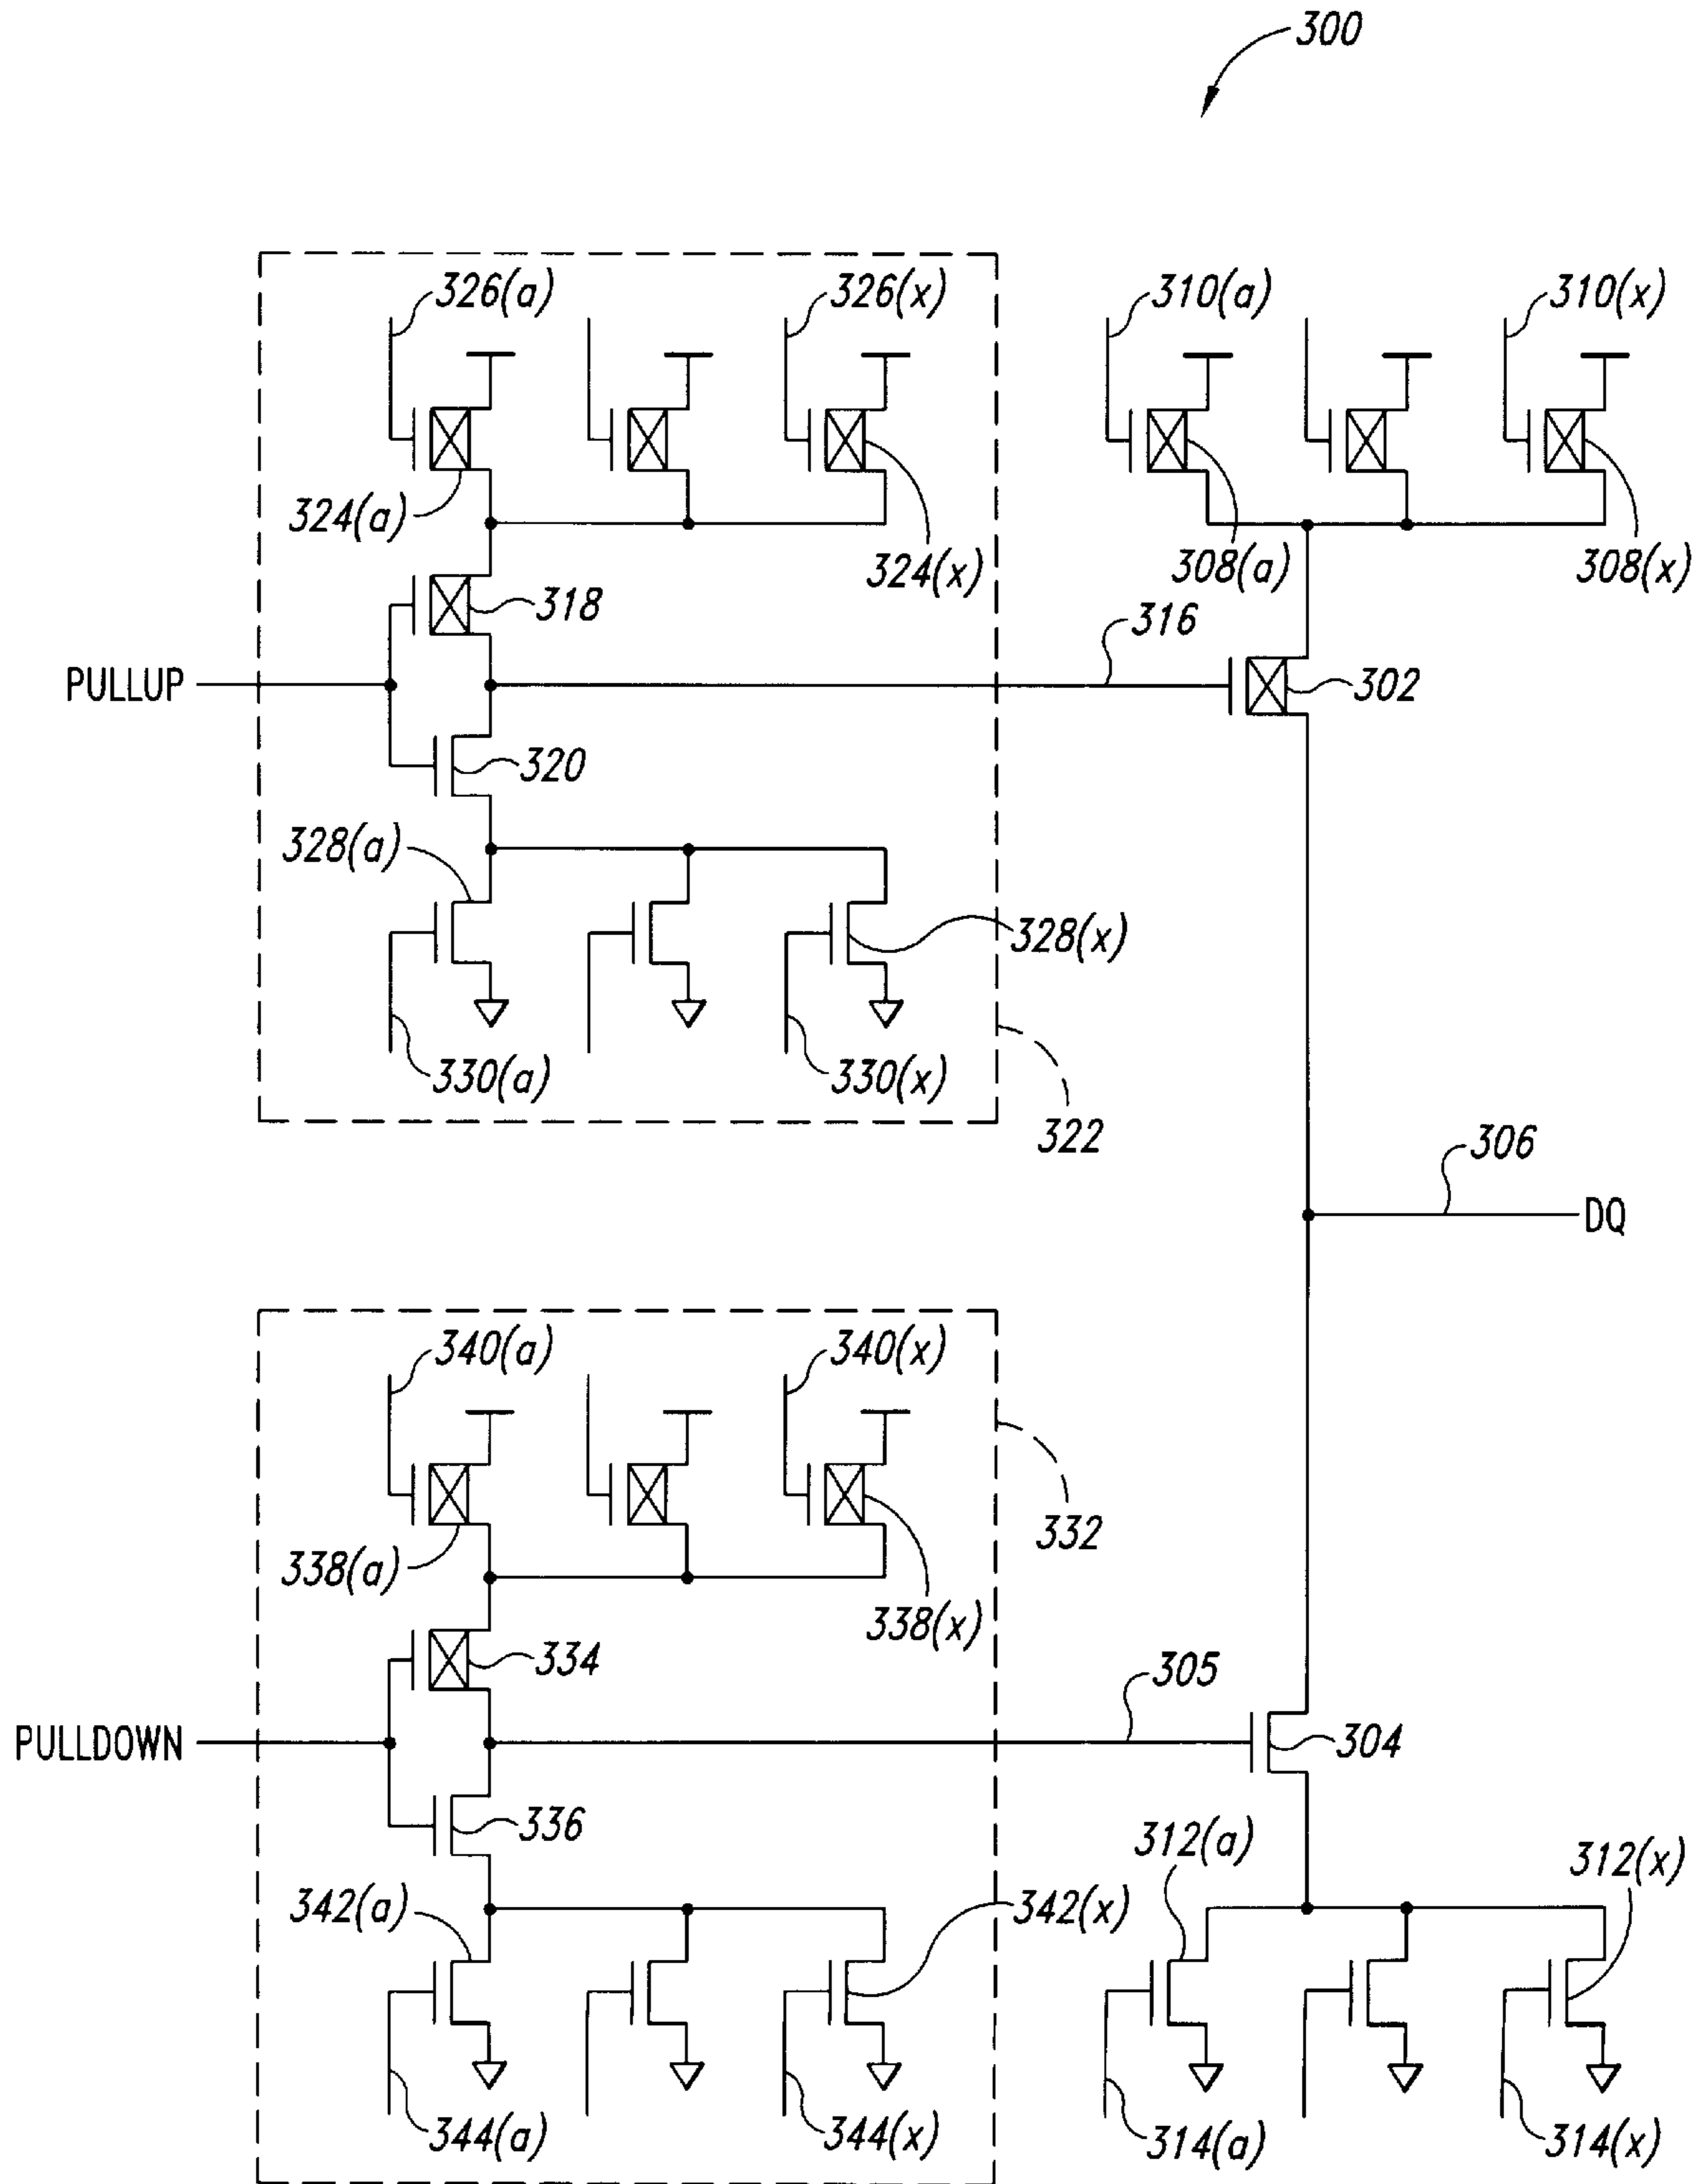 300
326(a)
326(x)
310(a)
310(x)
324(a)
324(x)
308(a)
308(x)
318
316
PULLUP
302
320
328(a)
328(x)
330(a)
330(x)
322
306
DQ
340(a)
340(x)
332
338(a)
338(x)
334
305
PULLDOWN
304
336
312(a)
312(x)
342(a)
342(x)
344(a)
344(x)
314(a)
314(x)